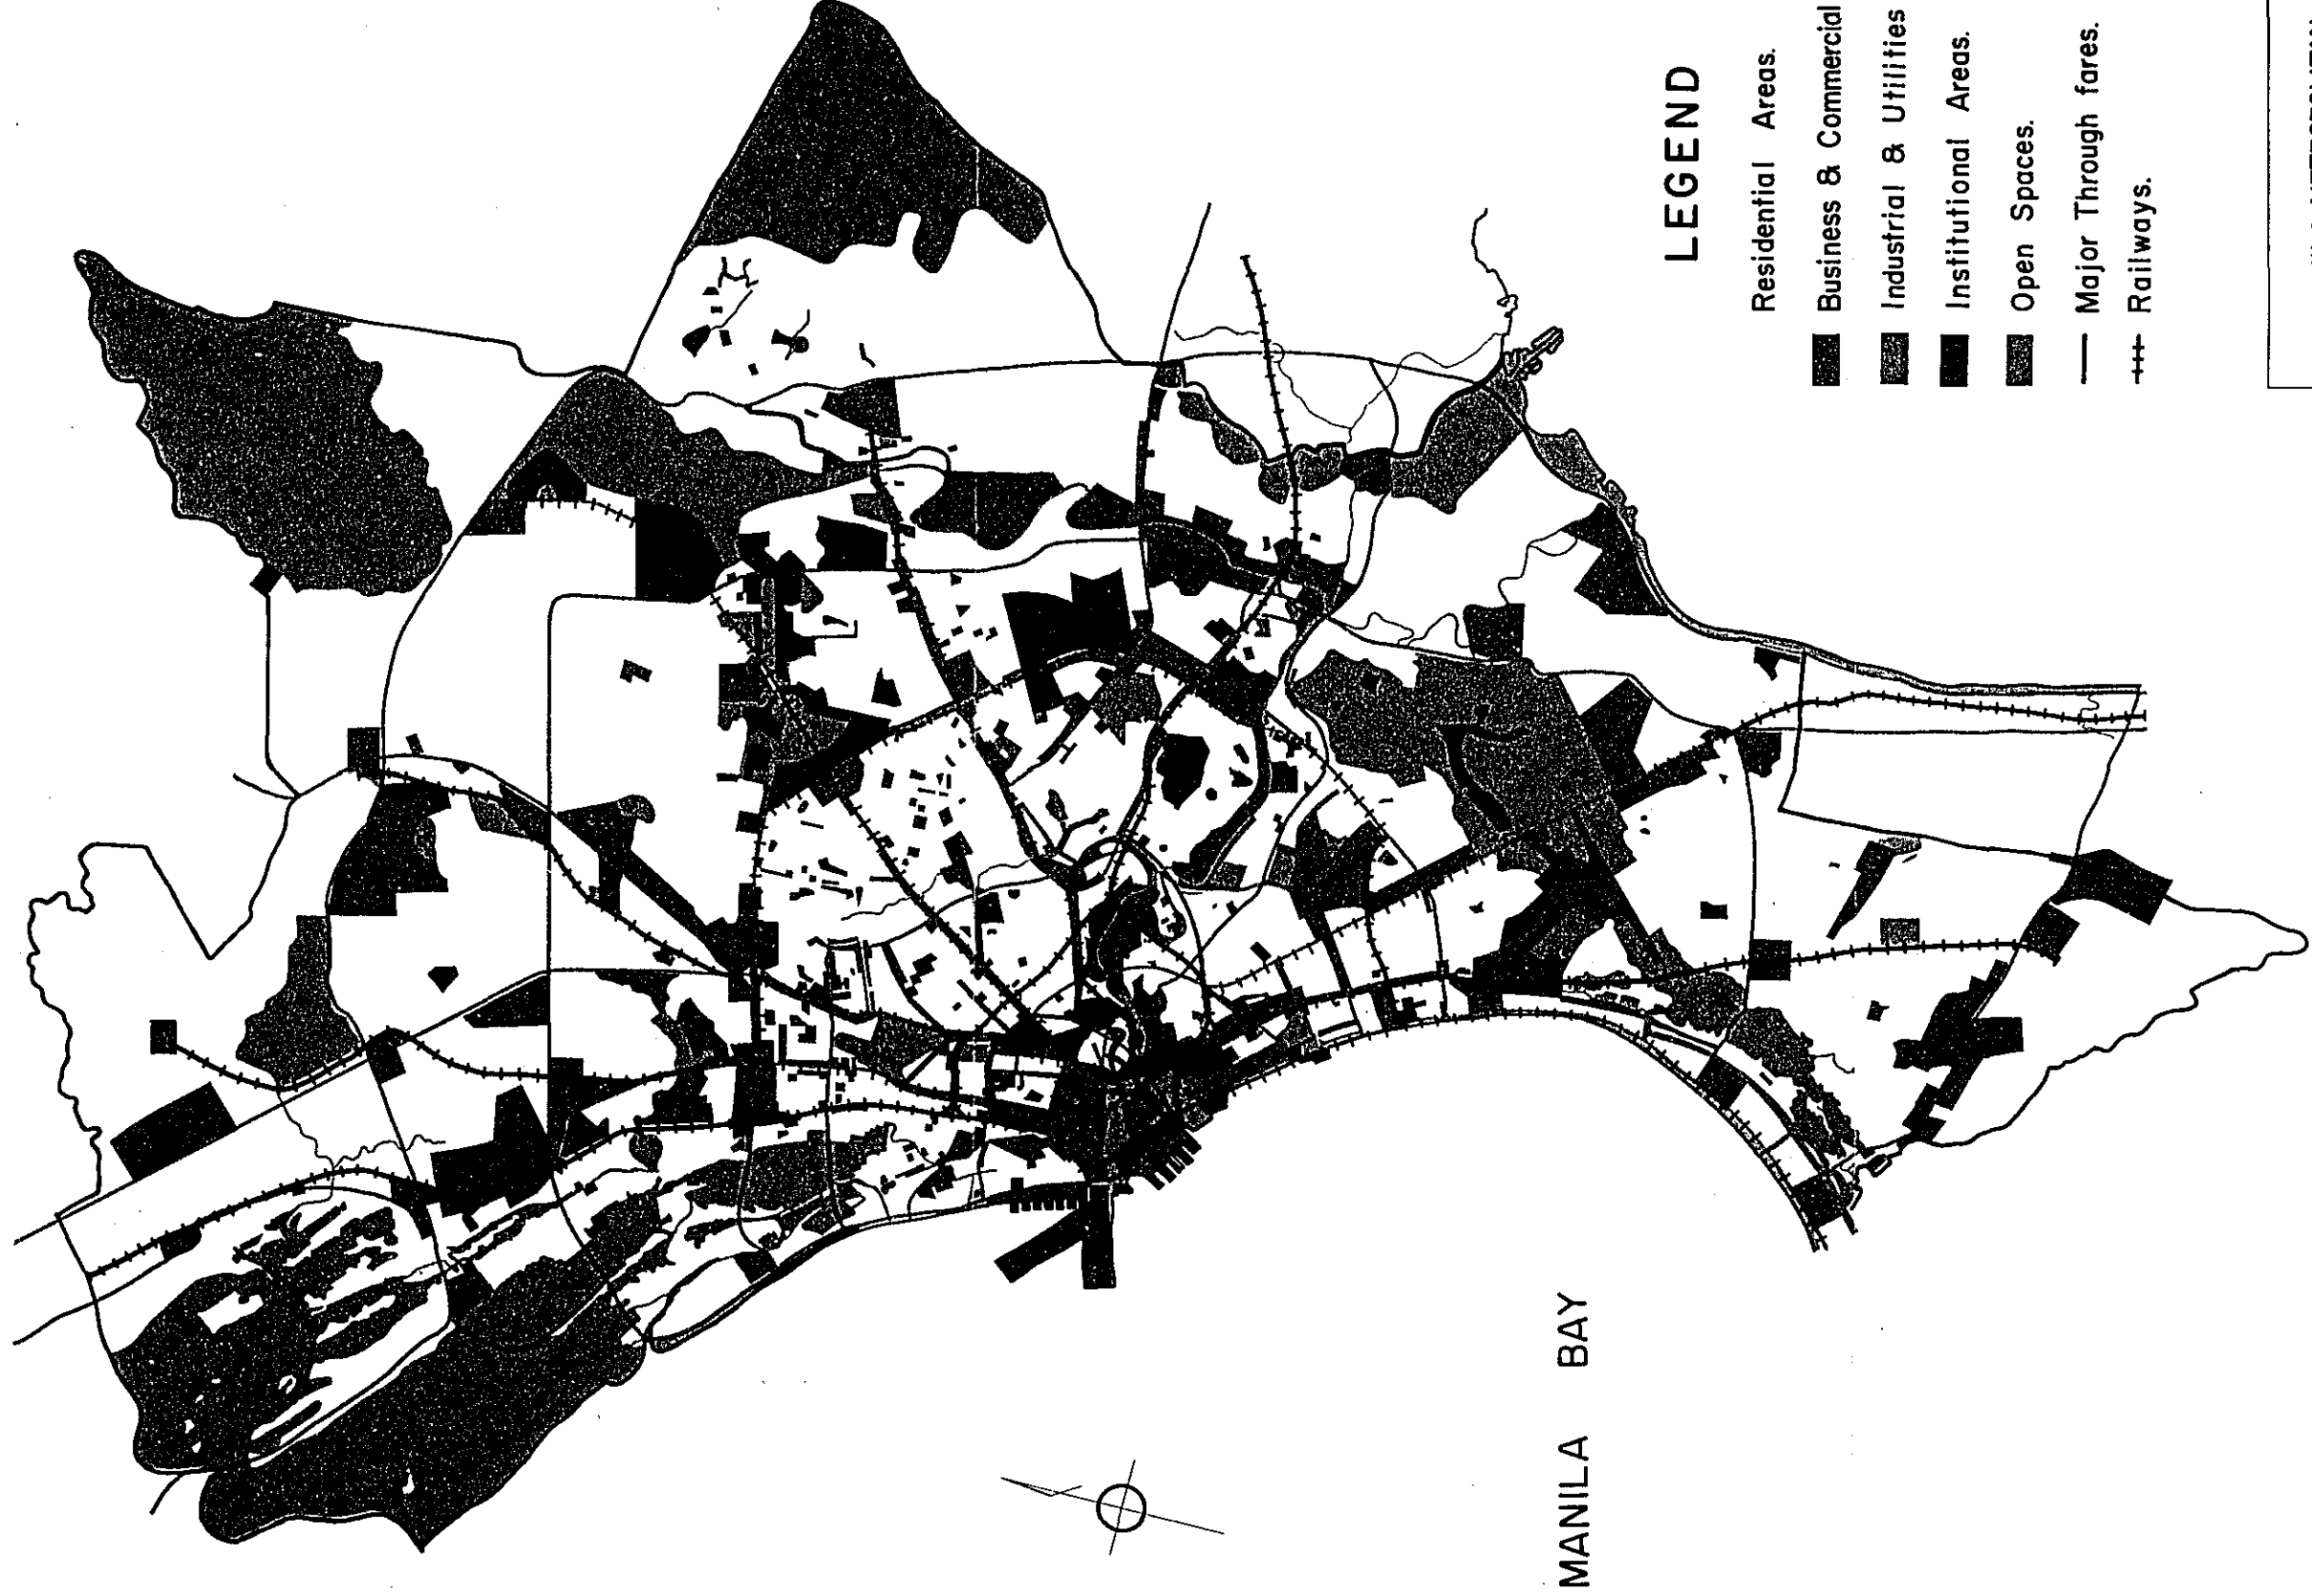 LEGEND
Residential Areas.
Business & Commercial
Industrial & Utilities
Institutional Areas.
Open Spaces.
Major Through fares.
Railways.
MANILA BAY